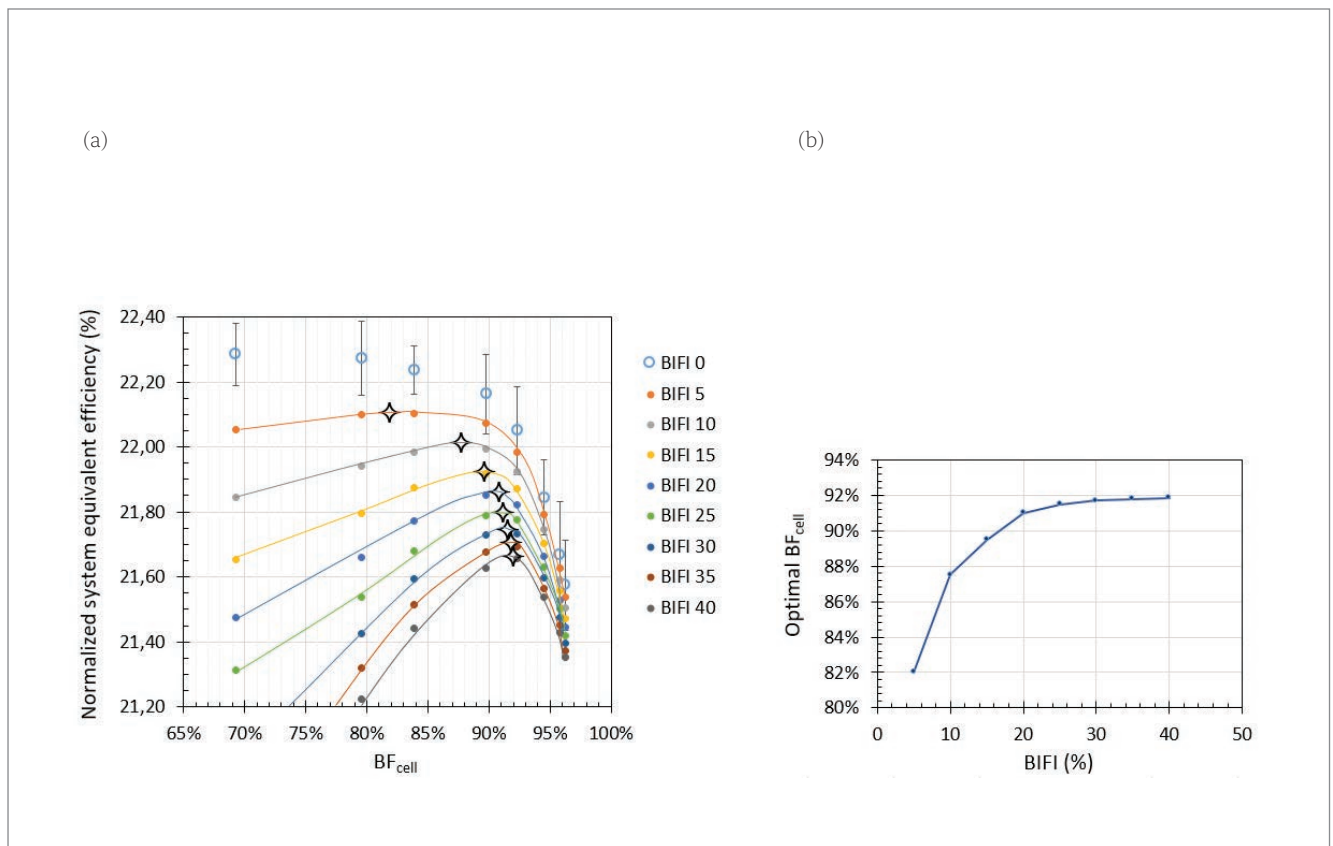 (a)
(b)
Normalized system equivalent efficiency (%)
22,40
22,20
22,00
21,80
21,60
21,40
21,20
65%
70%
75%
80%
85%
90%
95%
100%
BFcell
BIFI 0
BIFI 5
BIFI 10
BIFI 15
BIFI 20
BIFI 25
BIFI 30
BIFI 35
BIFI 40
Optimal BFcell
94%
92%
90%
88%
86%
84%
82%
80%
0
10
20
30
40
50
BIFI (%)